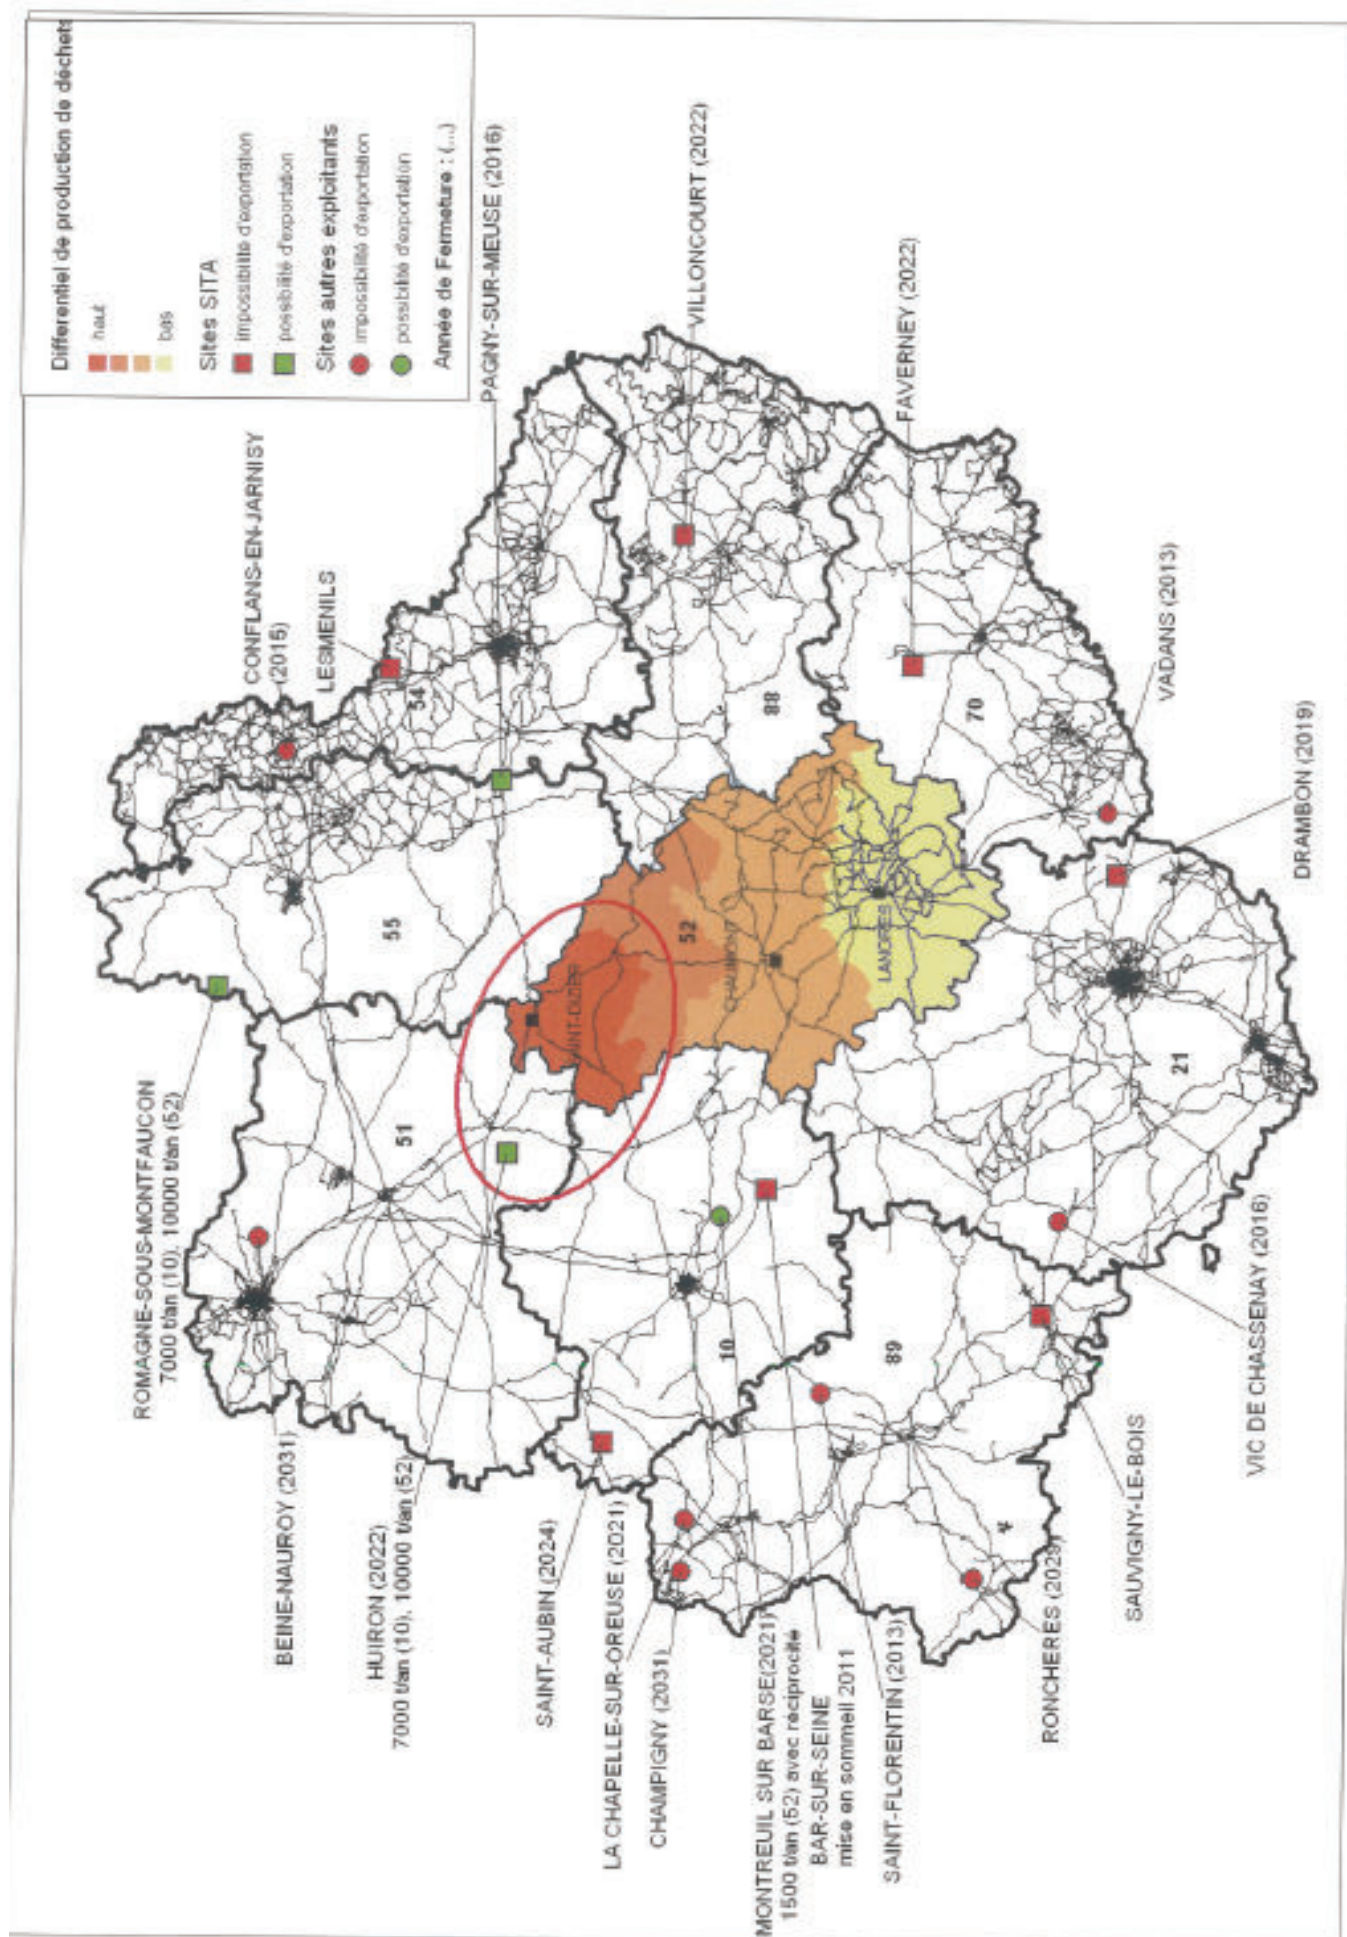 Differentiel de production de déchets
haut
bas
Sites SITA
impossibilité d'exportation
possibilité d'exportation
Sites autres exploitants
impossibilité d'exportation
possibilité d'exportation
Année de Fermeture : (...)
ROMAGNE-SOUS-MONTFAUCON
7000 t/an (10), 10000 t/an (52)
BEINE-NAUROY (2031)
HUIRON (2022)
7000 t/an (10), 10000 t/an (52)
SAINT-AUBIN (2024)
LA CHAPELLE-SUR-OREUSE (2021)
CHAMPIGNY (2031)
MONTREUIL SUR BARSE(2021)
1500 t/an (52) avec réciprocité
BAR-SUR-SEINE
mise en sommeil 2011
SAINT-FLORENTIN (2013)
RONCHERES (2029)
SAUVIGNY-LE-BOIS
VIC DE CHASSENAY (2016)
CONFLANS-EN-JARNISY
(2015)
LESMENILS
PAGNY-SUR-MEUSE (2016)
VILLONCOURT (2022)
FAVERNEY (2022)
VADANS (2013)
DRAMBON (2019)
54
55
51
52
88
70
10
89
21
CHAUMONT
LANGRES